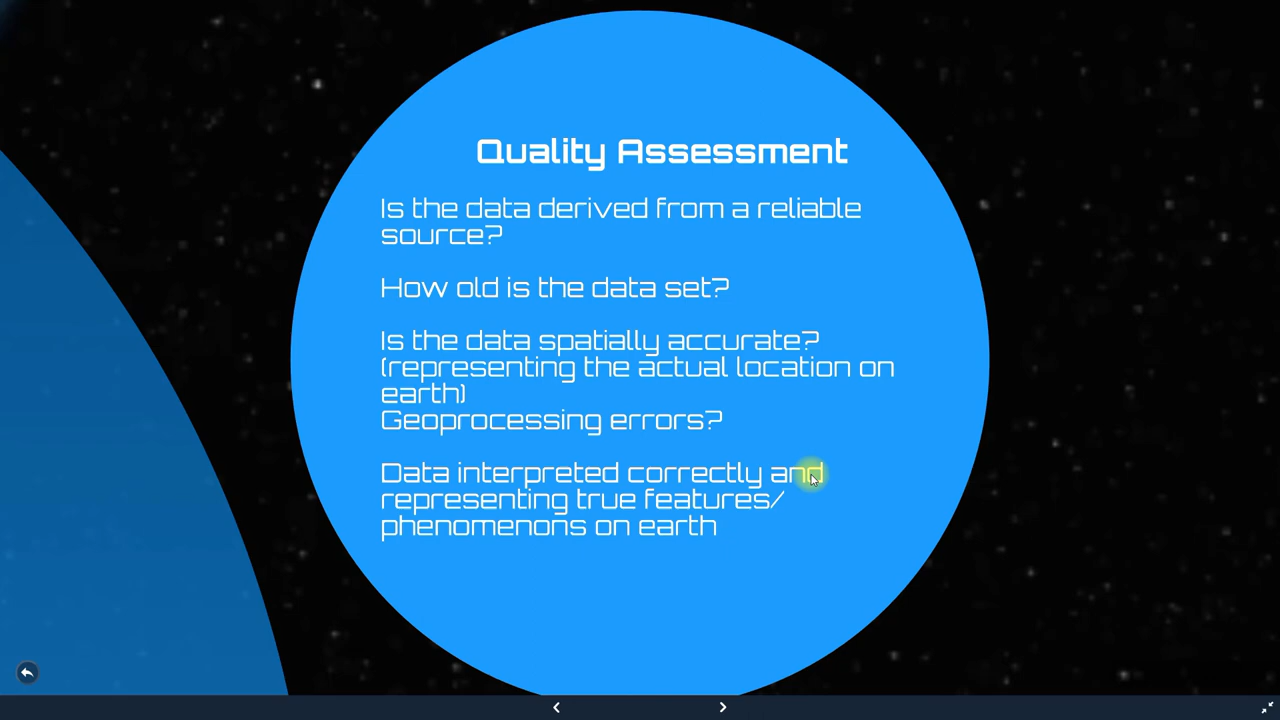 Quality Assessment
Is the data derived from a reliable
source?
How old is the data set?
Is the data spatially accurate?
(representing the actual location on
earth)
Geoprocessing errors?
Data interpreted correctly and
representing true features/
phenomenons on earth